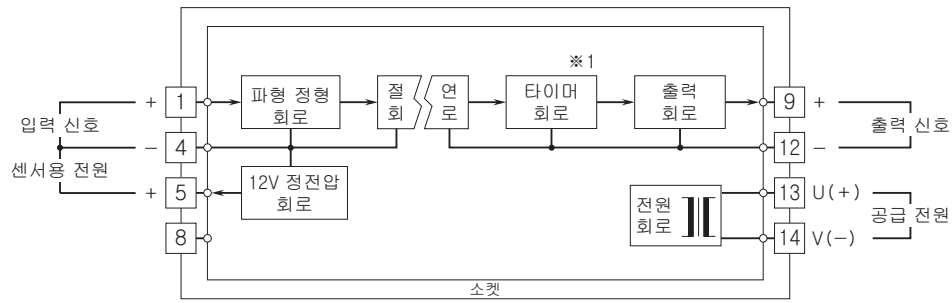 ※1
파형 정형
회로
절 연
회 로
타이머
회로
출력
회로
+ 1
입력 신호
- 4
센서용 전원
+ 5
8
12V 정전압
회로
전원
회로
9 +
출력 신호
12 -
13 U(+)
공급 전원
14 V(-)
소켓